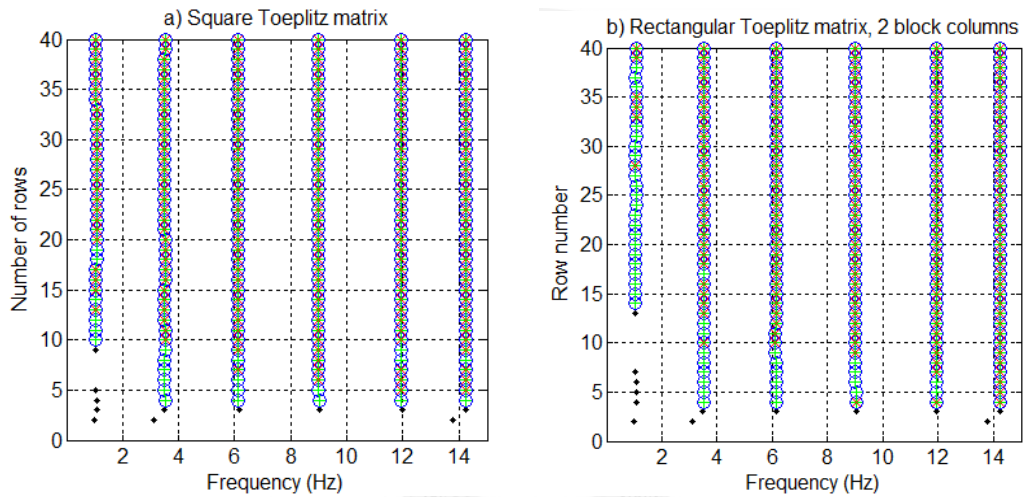 a) Square Toeplitz matrix
40
35
30
25
20
15
10
5
0
Number of rows
2 4 6 8 10 12 14
Frequency (Hz)
b) Rectangular Toeplitz matrix, 2 block columns
40
35
30
25
20
15
10
5
0
Row number
2 4 6 8 10 12 14
Frequency (Hz)